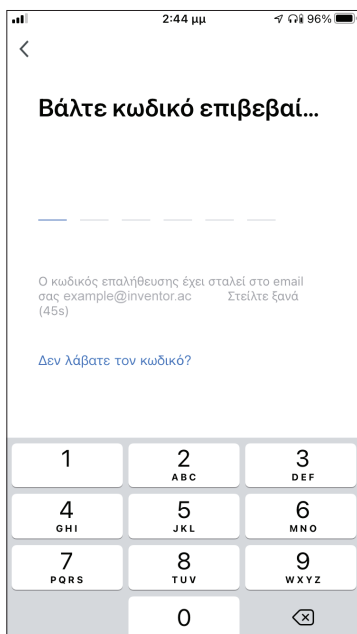 2:44 μμ 96%
Βάλτε κωδικό επιβεβαί...
Ο κωδικός επαλήθευσης έχει σταλεί στο email
σας example@inventor.ac Στείλτε ξανά
(45s)
Δεν λάβατε τον κωδικό?
1 2 3
ABC DEF
4 5 6
GHI JKL MNO
7 8 9
PQRS TUV WXYZ
0